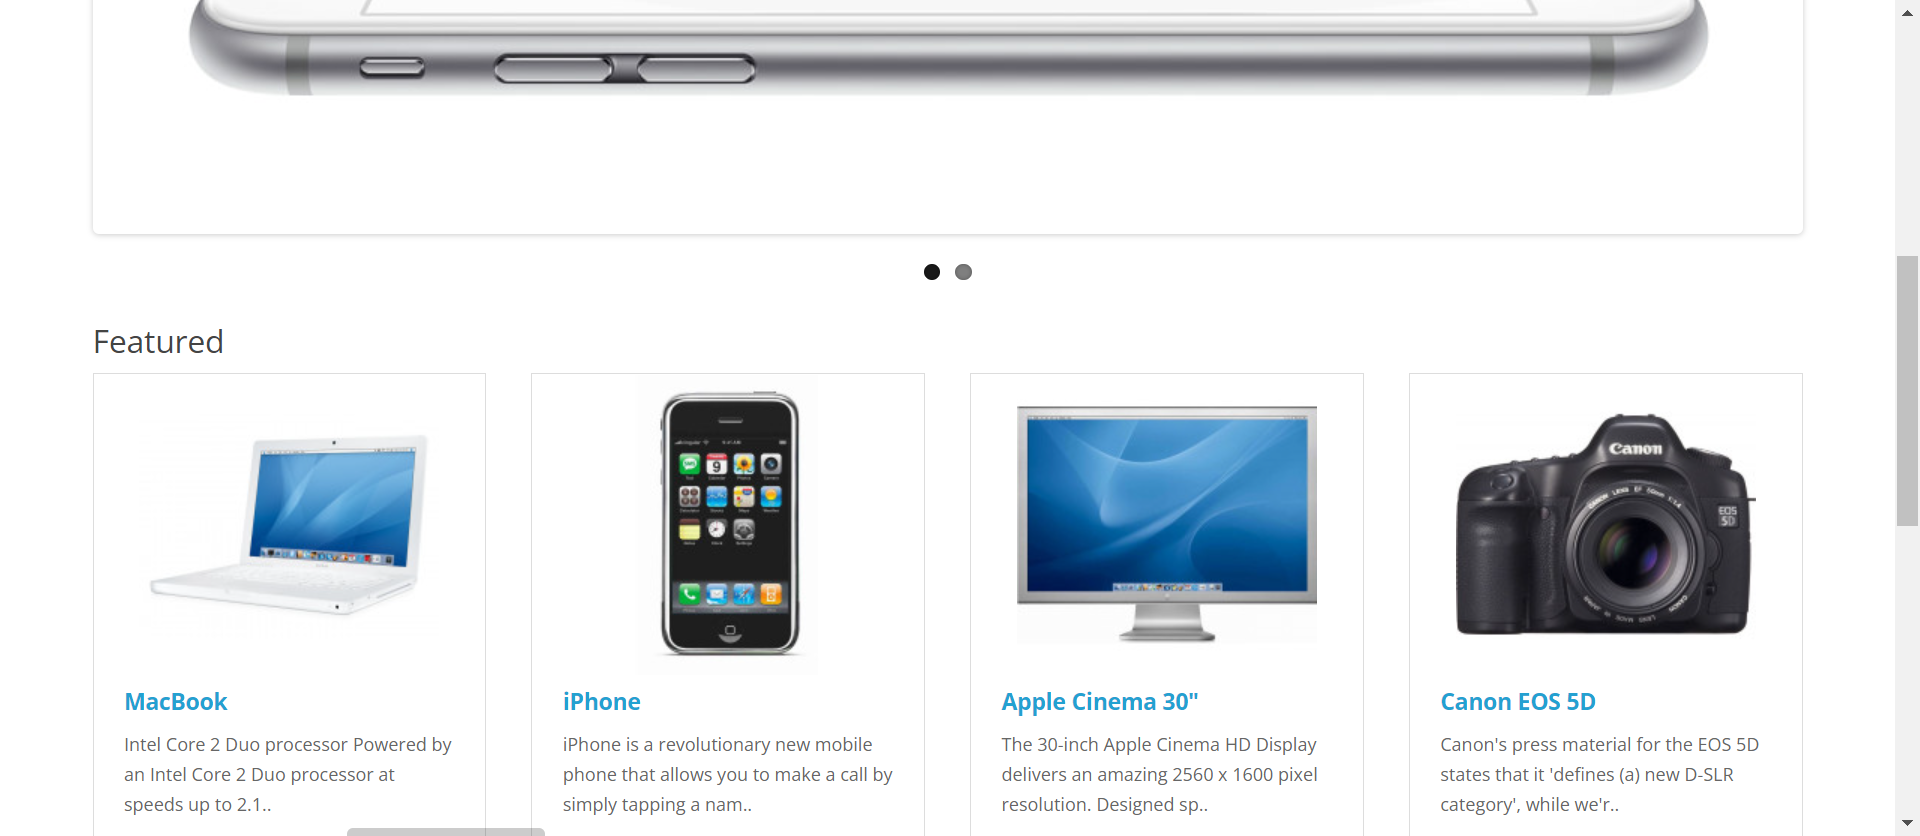 Featured
Canon
EOS
5D
MacBook
Intel Core 2 Duo processor Powered by
an Intel Core 2 Duo processor at
speeds up to 2.1..
iPhone
iPhone is a revolutionary new mobile
phone that allows you to make a call by
simply tapping a nam..
Apple Cinema 30"
The 30-inch Apple Cinema HD Display
delivers an amazing 2560 x 1600 pixel
resolution. Designed sp..
Canon EOS 5D
Canon's press material for the EOS 5D
states that it 'defines (a) new D-SLR
category', while we'r..